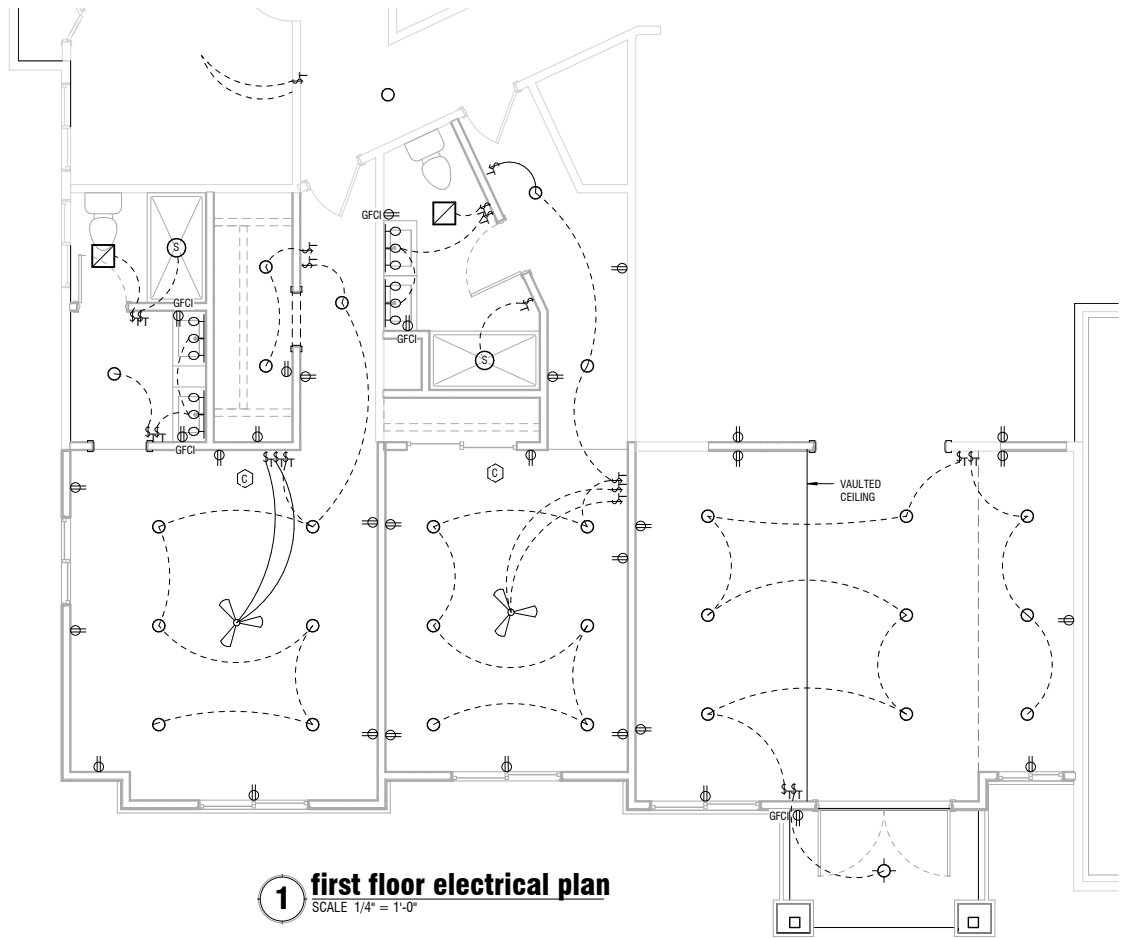 $T
GFCI
$$T
S
$T
$T
GFCI
$$T
$T
GFCI
S
$$T
GFCI
$$$T
C
C
$
$
$T
$$T
VAULTED
CEILING
$$T
GFCI
1
first floor electrical plan
SCALE 1/4" = 1'-0"